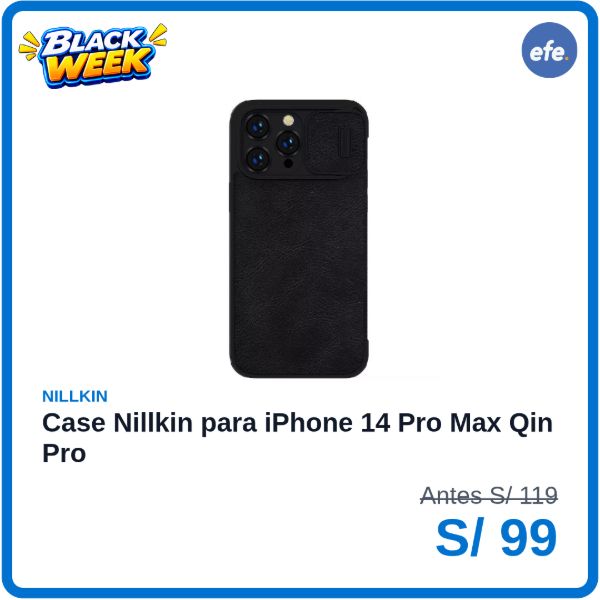 BLACK
WEEK
efe.
NILLKIN
Case Nillkin para iPhone 14 Pro Max Qin
Pro
Antes S/ 119
S/ 99